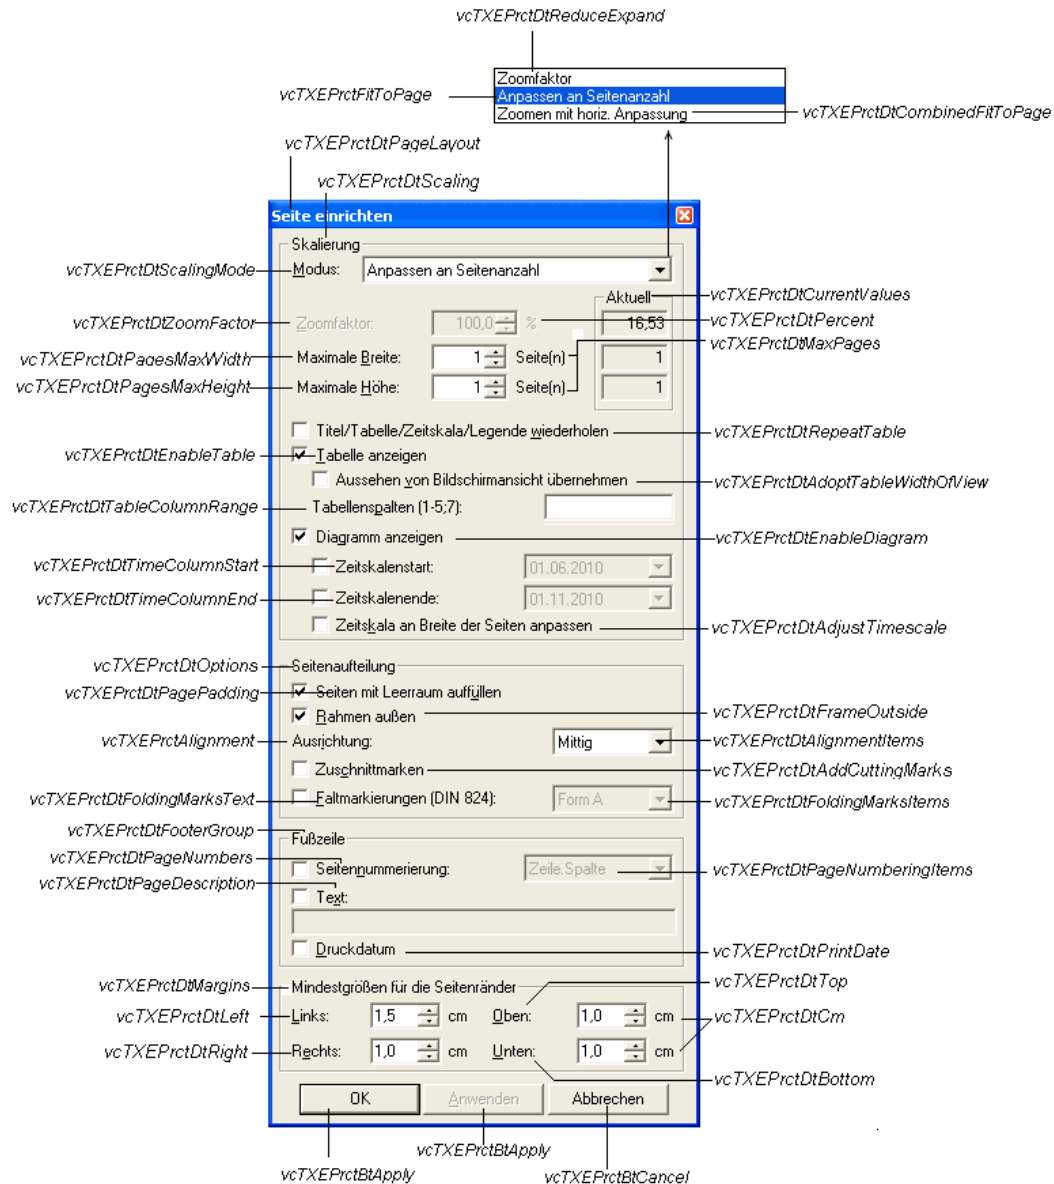 vcTXEPrctDtReduceExpand
Zoomfaktor
vcTXEPrctFitToPage
Anpassen an Seitenanzahl
Zoomen mit horiz. Anpassung
vcTXEPrctDtCombinedFitToPage
vcTXEPrctDtPageLayout
vcTXEPrctDtScaling
Seite einrichten
Skalierung
vcTXEPrctDtScalingMode
Modus: Anpassen an Seitenanzahl
Aktuell
vcTXEPrctDtCurrentValues
vcTXEPrctDtZoomFactor
Zoomfaktor: 100,0 % 16,53
vcTXEPrctDtPercent
vcTXEPrctDtMaxPages
vcTXEPrctDtPagesMaxWidth
Maximale Breite: 1 Seite(n) 1
vcTXEPrctDtPagesMaxHeight
Maximale Höhe: 1 Seite(n) 1
Titel/Tabelle/Zeitskala/Legende wiederholen
vcTXEPrctDtRepeatTable
vcTXEPrctDtEnableTable
Tabelle anzeigen
Aussehen von Bildschirmansicht übernehmen
vcTXEPrctDtAdoptTableWidthOfView
vcTXEPrctDtTableColumnRange
Tabellenspalten (1-5;7):
Diagramm anzeigen
vcTXEPrctDtEnableDiagram
vcTXEPrctDtTimeColumnStart
Zeitskalenstart: 01.06.2010
vcTXEPrctDtTimeColumnEnd
Zeitskalenende: 01.11.2010
Zeitskala an Breite der Seiten anpassen
vcTXEPrctDtAdjustTimescale
vcTXEPrctDtOptions
Seitenaufteilung
vcTXEPrctDtPagePadding
Seiten mit Leerraum auffüllen
Rahmen außen
vcTXEPrctDtFrameOutside
vcTXEPrctAlignment
Ausrichtung: Mittig
vcTXEPrctDtAlignmentItems
Zuschnittmarken
vcTXEPrctDtAddCuttingMarks
vcTXEPrctDtFoldingMarksText
Faltmarkierungen (DIN 824): Form A
vcTXEPrctDtFoldingMarksItems
vcTXEPrctDtFooterGroup
Fußzeile
vcTXEPrctDtPageNumbers
Seitennummerierung: Zeile.Spalte
vcTXEPrctDtPageNumberingItems
vcTXEPrctDtPageDescription
Text:
Druckdatum
vcTXEPrctDtPrintDate
vcTXEPrctDtMargins
Mindestgrößen für die Seitenränder
vcTXEPrctDtTop
vcTXEPrctDtLeft
Links: 1,5 cm Oben: 1,0 cm
vcTXEPrctDtCm
vcTXEPrctDtRight
Rechts: 1,0 cm Unten: 1,0 cm
vcTXEPrctDtBottom
OK Anwenden Abbrechen
vcTXEPrctBtApply
vcTXEPrctBtApply
vcTXEPrctBtCancel